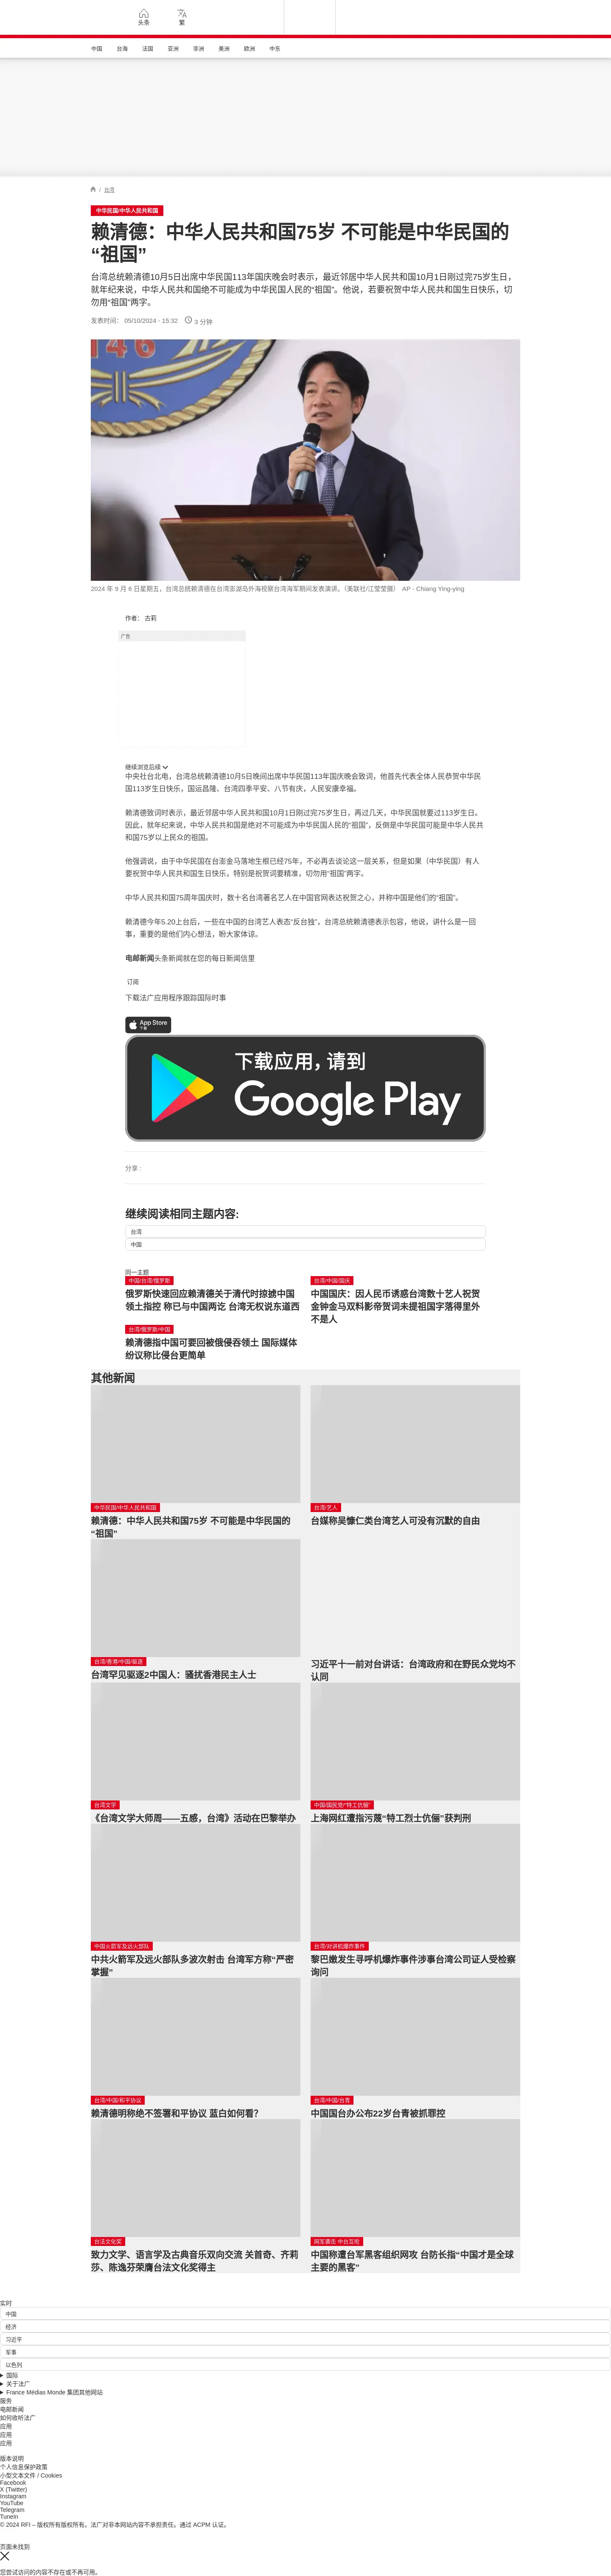 头条
繁
中国
台海
法国
亚洲
非洲
美洲
欧洲
中东
/ 台湾
中华民国/中华人民共和国
赖清德：中华人民共和国75岁 不可能是中华民国的
“祖国”
台湾总统赖清德10月5日出席中华民国113年国庆晚会时表示，最近邻居中华人民共和国10月1日刚过完75岁生日，
就年纪来说，中华人民共和国绝不可能成为中华民国人民的“祖国”。他说，若要祝贺中华人民共和国生日快乐，切
勿用“祖国”两字。
发表时间： 05/10/2024 - 15:32
3 分钟
146
2024 年 9 月 6 日星期五，台湾总统赖清德在台湾澎湖岛外海视察台湾海军期间发表演讲。（美联社/江莹莹摄） AP - Chiang Ying-ying
作者： 古莉
广告
继续浏览后续
中央社台北电，台湾总统赖清德10月5日晚间出席中华民国113年国庆晚会致词，他首先代表全体人民恭贺中华民
国113岁生日快乐，国运昌隆、台湾四季平安、八节有庆，人民安康幸福。
赖清德致词时表示，最近邻居中华人民共和国10月1日刚过完75岁生日，再过几天，中华民国就要过113岁生日。
因此，就年纪来说，中华人民共和国是绝对不可能成为中华民国人民的“祖国”，反倒是中华民国可能是中华人民共
和国75岁以上民众的祖国。
他强调说，由于中华民国在台澎金马落地生根已经75年，不必再去谈论这一层关系，但是如果（中华民国）有人
要祝贺中华人民共和国生日快乐，特别是祝贺词要精准，切勿用“祖国”两字。
中华人民共和国75周年国庆时，数十名台湾著名艺人在中国官网表达祝贺之心，并称中国是他们的“祖国”。
赖清德今年5.20上台后，一些在中国的台湾艺人表态“反台独”，台湾总统赖清德表示包容，他说，讲什么是一回
事，重要的是他们内心想法，盼大家体谅。
电邮新闻头条新闻就在您的每日新闻信里
订阅
下载法广应用程序跟踪国际时事
App Store
下载
下载应用，请到
Google Play
分享 :
继续阅读相同主题内容:
台湾
中国
同一主题
中国/台湾/俄罗斯
俄罗斯快速回应赖清德关于清代时掠掳中国
领土指控 称已与中国两讫 台湾无权说东道西
台湾/中国/国庆
中国国庆：因人民币诱惑台湾数十艺人祝贺
金钟金马双料影帝贺词未提祖国字落得里外
不是人
台湾/俄罗斯/中国
赖清德指中国可要回被俄侵吞领土 国际媒体
纷议称比侵台更简单
其他新闻
中华民国/中华人民共和国
赖清德：中华人民共和国75岁 不可能是中华民国的
“祖国”
台湾/艺人
台媒称吴慷仁类台湾艺人可没有沉默的自由
台湾/香港/中国/驱逐
台湾罕见驱逐2中国人：骚扰香港民主人士
习近平十一前对台讲话：台湾政府和在野民众党均不
认同
台湾文学
《台湾文学大师周——五感，台湾》活动在巴黎举办
中国/国民党/“特工伉俪”
上海网红遭指污蔑“特工烈士伉俪”获判刑
中国火箭军及远火部队
中共火箭军及远火部队多波次射击 台湾军方称“严密
掌握”
台湾/对讲机爆炸事件
黎巴嫩发生寻呼机爆炸事件涉事台湾公司证人受检察
询问
台湾/中国/和平协议
赖清德明称绝不签署和平协议 蓝白如何看？
台湾/中国/台青
中国国台办公布22岁台青被抓罪控
台法文化奖
致力文学、语言学及古典音乐双向交流 关首奇、齐莉
莎、陈逸芬荣膺台法文化奖得主
网军袭击 中台互呛
中国称遭台军黑客组织网攻 台防长指“中国才是全球
主要的黑客”
实时
中国
经济
习近平
军事
以色列
国际
关于法广
France Médias Monde 集团其他网站
服务
电邮新闻
如何收听法广
应用
应用
应用
版本说明
个人信息保护政策
小型文本文件 / Cookies
Facebook
X (Twitter)
Instagram
YouTube
Telegram
TuneIn
© 2024 RFI – 版权所有版权所有。法广对非本网站内容不承担责任。通过 ACPM 认证。
页面未找到
您尝试访问的内容不存在或不再可用。